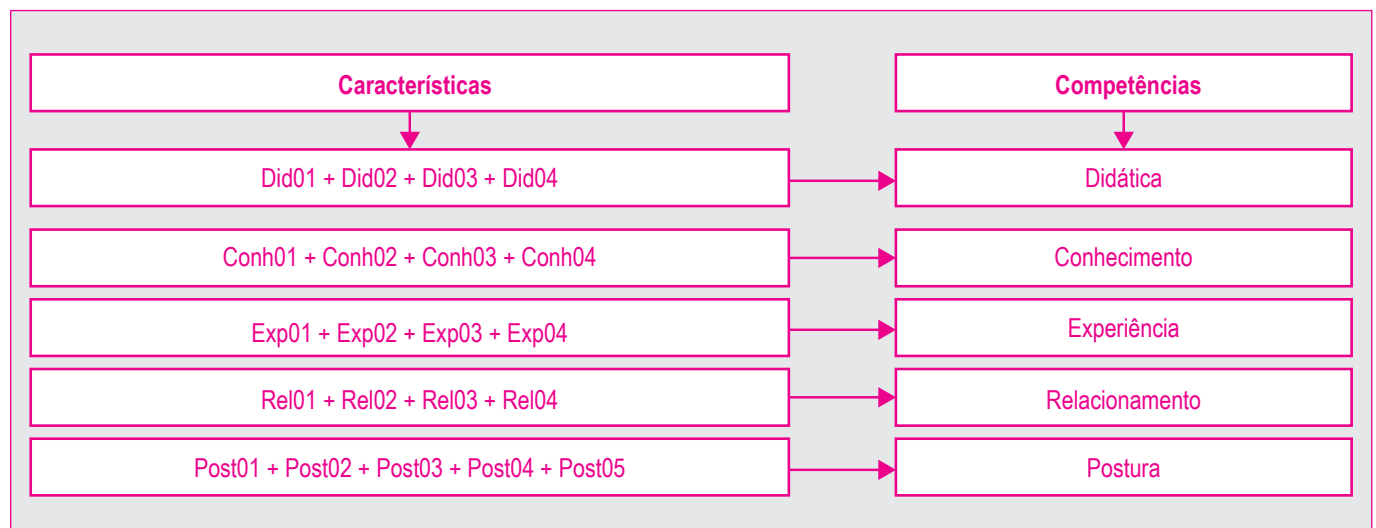 Características
Competências
Did01 + Did02 + Did03 + Did04
Didática
Conh01 + Conh02 + Conh03 + Conh04
Conhecimento
Exp01 + Exp02 + Exp03 + Exp04
Experiência
Rel01 + Rel02 + Rel03 + Rel04
Relacionamento
Post01 + Post02 + Post03 + Post04 + Post05
Postura